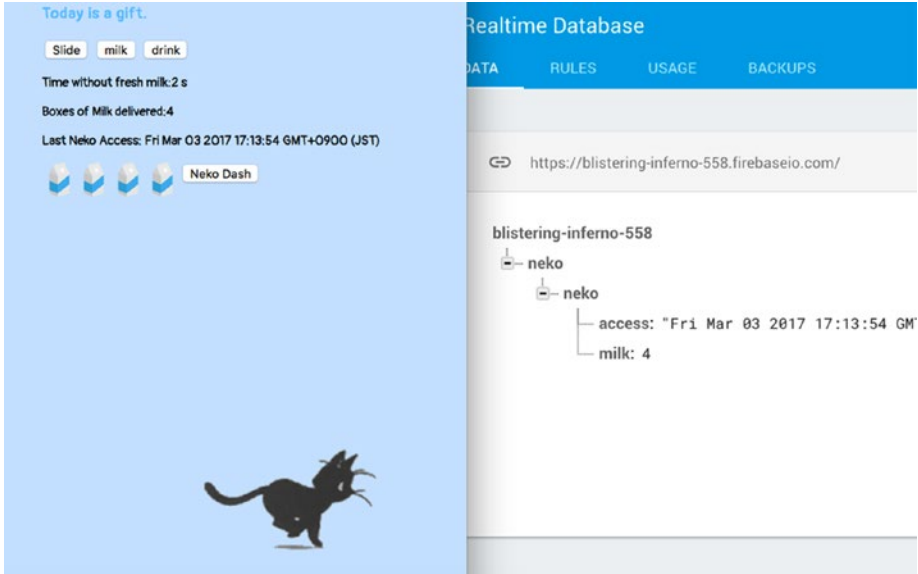 Today is a gift.
Slide milk drink
Time without fresh milk:2 s
Boxes of Milk delivered:4
Last Neko Access: Fri Mar 03 2017 17:13:54 GMT+0900 (JST)
Neko Dash
Realtime Database
DATA RULES USAGE BACKUPS
https://blistering-inferno-558.firebaseio.com/
blistering-inferno-558
neko
neko
access: "Fri Mar 03 2017 17:13:54 GM
milk: 4